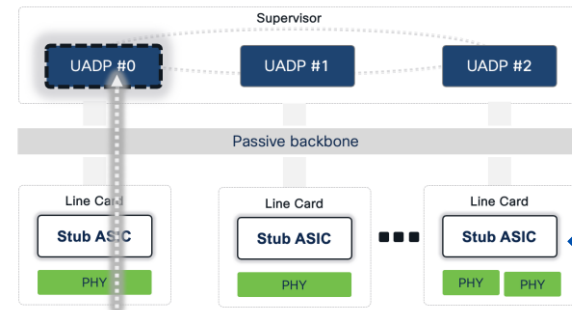 Supervisor
UADP #0
UADP #1
UADP #2
Passive backbone
Line Card
Line Card
Line Card
Stub ASIC
Stub ASIC
Stub ASIC
PHY
PHY
PHY
PHY